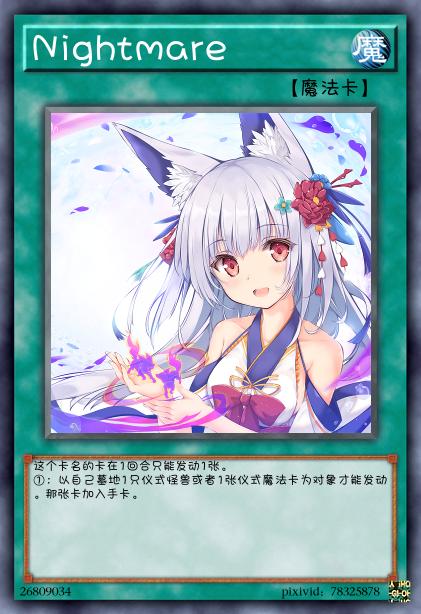 Nightmare
魔
【魔法卡】
这个卡名的卡在1回合只能发动1张。
①：以自己墓地1只仪式怪兽或者1张仪式魔法卡为对象才能发动
。那张卡加入手卡。
26809034
pixivid: 78325878